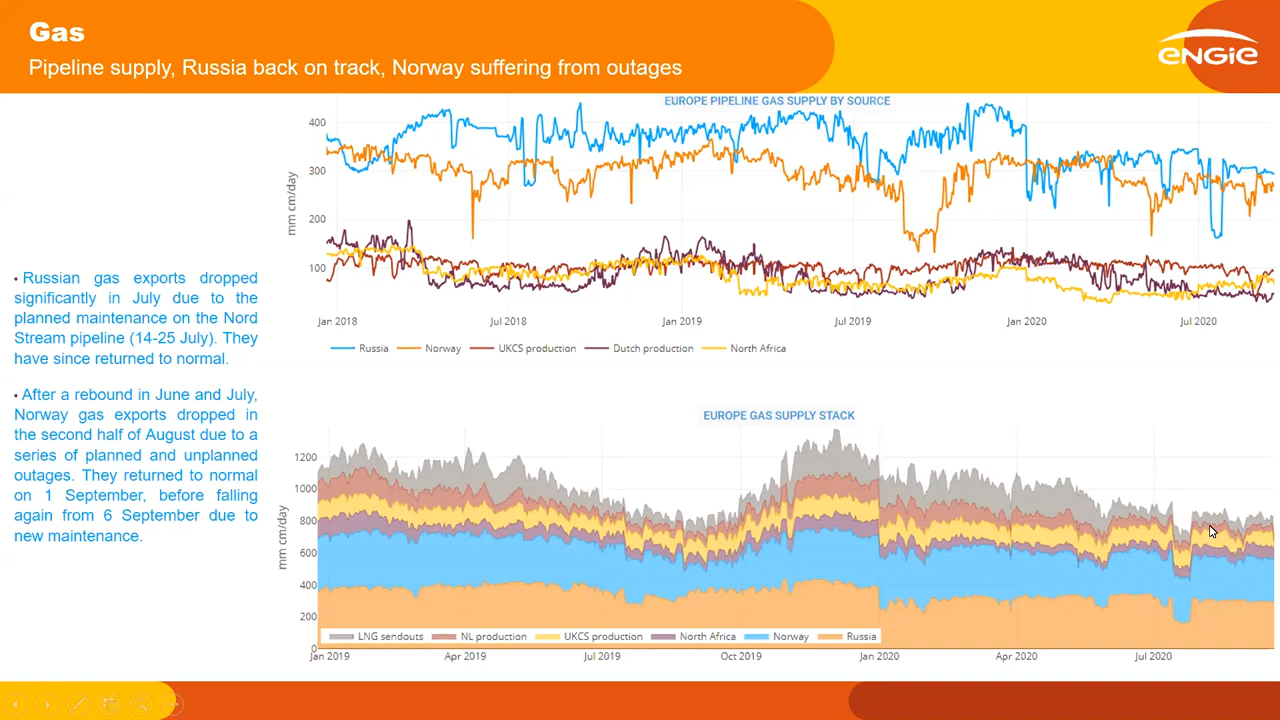 Gas
Pipeline supply, Russia back on track, Norway suffering from outages
ENGIE
EUROPE PIPELINE GAS SUPPLY BY SOURCE
400
300
200
100
mm cm/day
Jan 2018 Jul 2018 Jan 2019 Jul 2019 Jan 2020 Jul 2020
Russia Norway UKCS production Dutch production North Africa
• Russian gas exports dropped
significantly in July due to the
planned maintenance on the Nord
Stream pipeline (14-25 July). They
have since returned to normal.
• After a rebound in June and July,
Norway gas exports dropped in
the second half of August due to a
series of planned and unplanned
outages. They returned to normal
on 1 September, before falling
again from 6 September due to
new maintenance.
EUROPE GAS SUPPLY STACK
1200
1000
800
600
400
200
0
mm cm/day
LNG sendouts NL production UKCS production North Africa Norway Russia
Jan 2019 Apr 2019 Jul 2019 Oct 2019 Jan 2020 Apr 2020 Jul 2020